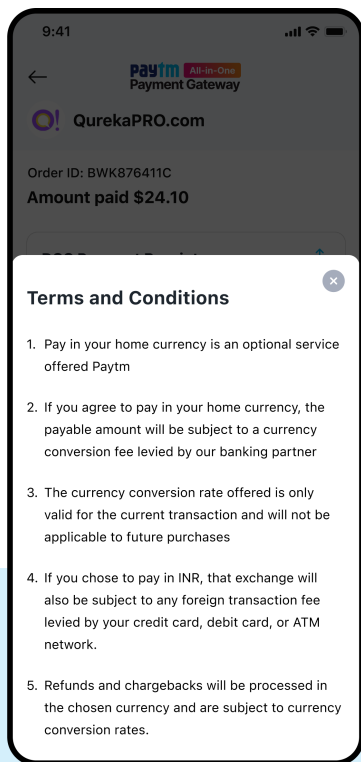 9:41
Paytm All-in-One
Payment Gateway
Q! QurekaPRO.com
Order ID: BWK876411C
Amount paid $24.10
Terms and Conditions
1. Pay in your home currency is an optional service
offered Paytm
2. If you agree to pay in your home currency, the
payable amount will be subject to a currency
conversion fee levied by our banking partner
3. The currency conversion rate offered is only
valid for the current transaction and will not be
applicable to future purchases
4. If you chose to pay in INR, that exchange will
also be subject to any foreign transaction fee
levied by your credit card, debit card, or ATM
network.
5. Refunds and chargebacks will be processed in
the chosen currency and are subject to currency
conversion rates.